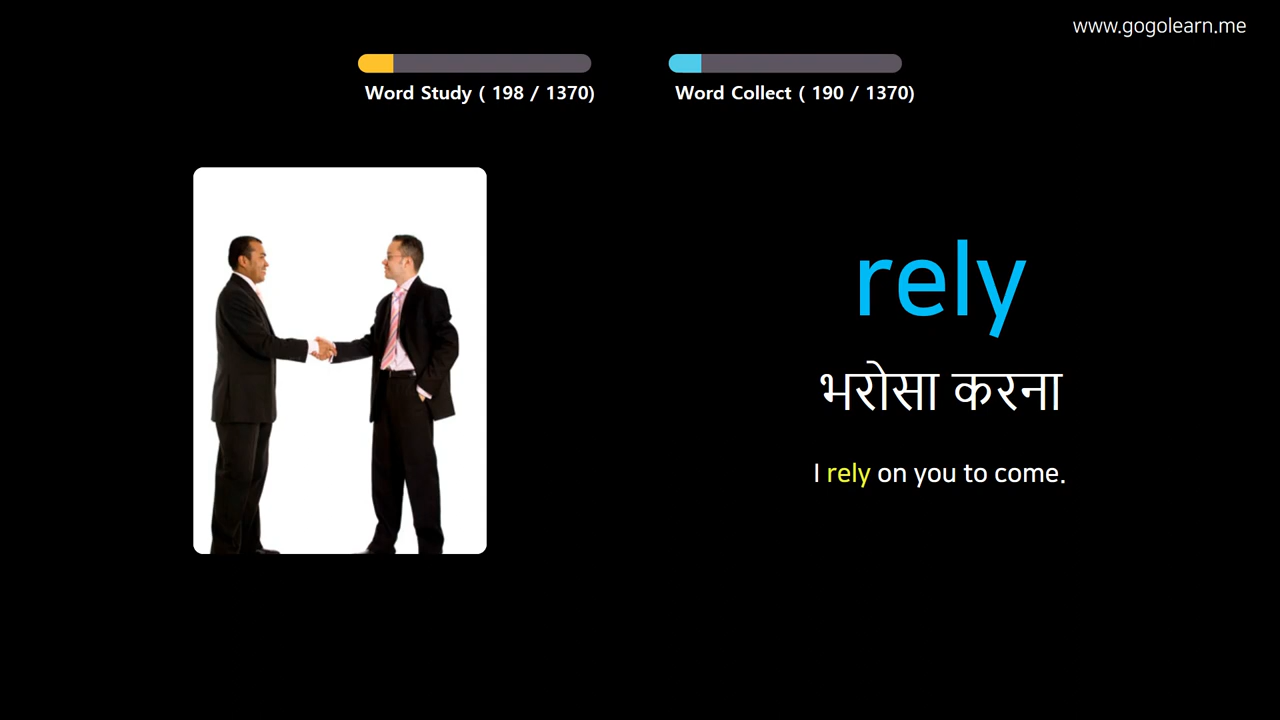 www.gogolearn.me
Word Study ( 198 / 1370)
Word Collect ( 190 / 1370)
rely
भरोसा करना
I rely on you to come.